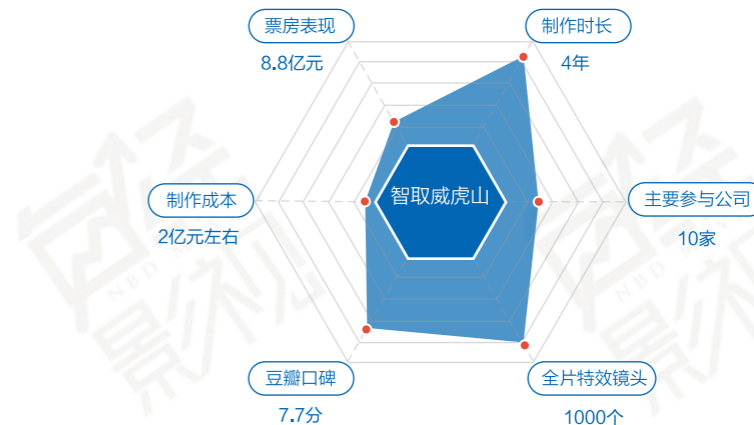 票房表现
8.8亿元
制作时长
4年
制作成本
2亿元左右
智取威虎山
主要参与公司
10家
豆瓣口碑
7.7分
全片特效镜头
1000个